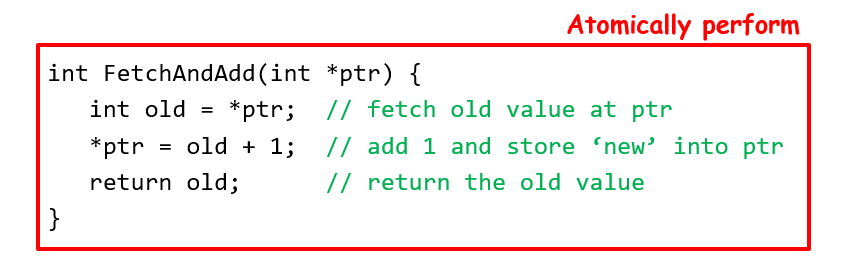 Atomically perform
int FetchAndAdd(int *ptr) {
int old = *ptr; // fetch old value at ptr
*ptr = old + 1; // add 1 and store ‘new’ into ptr
return old; // return the old value
}